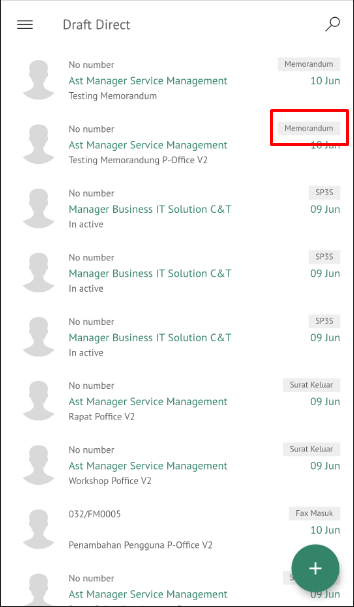 Draft Direct
No number Memorandum
Ast Manager Service Management 10 Jun
Testing Memorandum
No number Memorandum
Ast Manager Service Management 10 Jun
Testing Memorandung P-Office V2
No number SP3S
Manager Business IT Solution C&T 09 Jun
In active
No number SP3S
Manager Business IT Solution C&T 09 Jun
In active
No number SP3S
Manager Business IT Solution C&T 09 Jun
In active
No number Surat Keluar
Ast Manager Service Management 09 Jun
Rapat Poffice V2
No number Surat Keluar
Ast Manager Service Management 09 Jun
Workshop Poffice V2
032/FM0005 Fax Masuk
10 Jun
Penambahan Pengguna P-Office V2
No number
Ast Manager Service Management 09 Jun